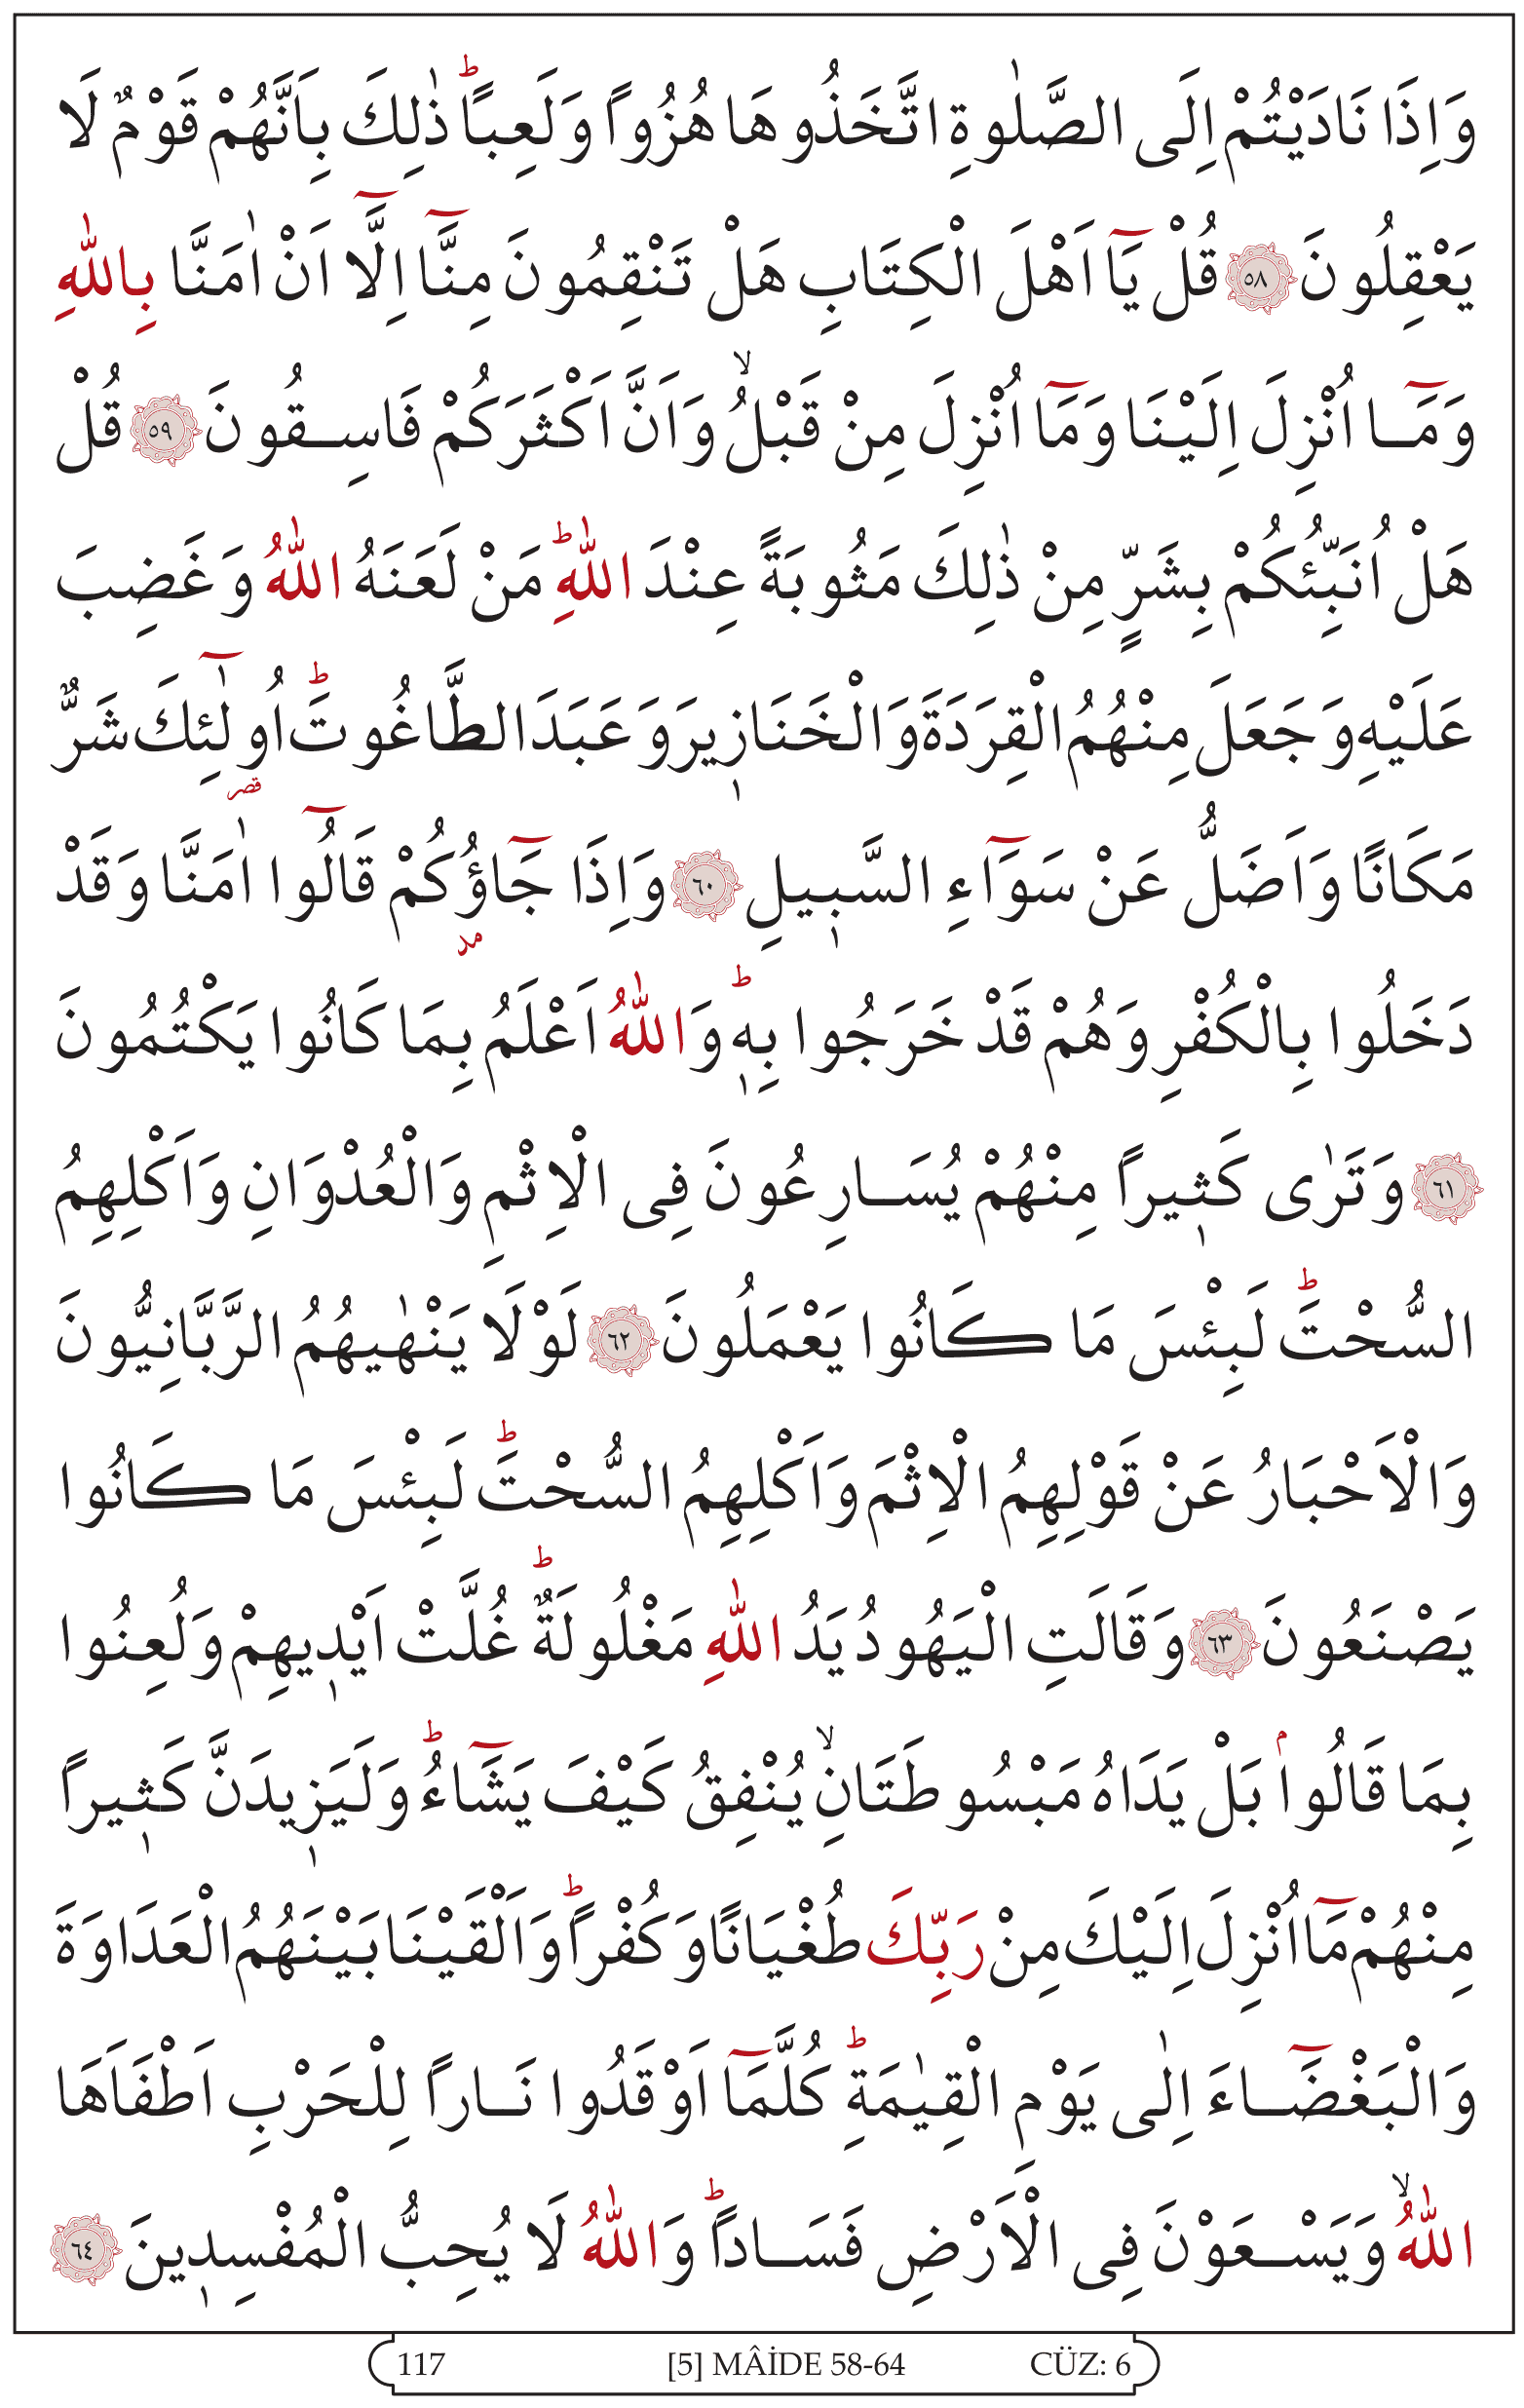 وَاِذَا نَادَيْتُمْ اِلَى الصَّلٰوةِ اتَّخَذُوهَا هُزُواً وَلَعِباًۜ ذٰلِكَ بِاَنَّهُمْ قَوْمٌ لَا
يَعْقِلُونَ ﴿٥٨﴾ قُلْ يَٓا اَهْلَ الْكِتَابِ هَلْ تَنْقِمُونَ مِنَّٓا اِلَّٓا اَنْ اٰمَنَّا بِاللّٰهِ
وَمَٓا اُنْزِلَ اِلَيْنَا وَمَٓا اُنْزِلَ مِنْ قَبْلُۙ وَاَنَّ اَكْثَرَكُمْ فَاسِقُونَ ﴿٥٩﴾ قُلْ
هَلْ اُنَبِّئُكُمْ بِشَرٍّ مِنْ ذٰلِكَ مَثُوبَةً عِنْدَ اللّٰهِۜ مَنْ لَعَنَهُ اللّٰهُ وَغَضِبَ
عَلَيْهِ وَجَعَلَ مِنْهُمُ الْقِرَدَةَ وَالْخَنَاز۪يرَ وَعَبَدَ الطَّاغُوتَۜ اُو۬لٰٓئِكَ شَرٌّ
قصر
مَكَانًا وَاَضَلُّ عَنْ سَوَٓاءِ السَّب۪يلِ ﴿٦٠﴾ وَاِذَا جَٓاؤُ۫كُمْ قَالُٓوا اٰمَنَّا وَقَدْ
مد
دَخَلُوا بِالْكُفْرِ وَهُمْ قَدْ خَرَجُوا بِه۪ۜ وَاللّٰهُ اَعْلَمُ بِمَا كَانُوا يَكْتُمُونَ
﴿٦١﴾ وَتَرٰى كَث۪يراً مِنْهُمْ يُسَارِعُونَ فِى الْاِثْمِ وَالْعُدْوَانِ وَاَكْلِهِمُ
السُّحْتَۜ لَبِئْسَ مَا كَانُوا يَعْمَلُونَ ﴿٦٢﴾ لَوْلَا يَنْهٰيهُمُ الرَّبَّانِيُّونَ
وَالْاَحْبَارُ عَنْ قَوْلِهِمُ الْاِثْمَ وَاَكْلِهِمُ السُّحْتَۜ لَبِئْسَ مَا كَانُوا
يَصْنَعُونَ ﴿٦٣﴾ وَقَالَتِ الْيَهُودُ يَدُ اللّٰهِ مَغْلُولَةٌۜ غُلَّتْ اَيْد۪يهِمْ وَلُعِنُوا
بِمَا قَالُواۢ بَلْ يَدَاهُ مَبْسُوطَتَانِۙ يُنْفِقُ كَيْفَ يَشَٓاءُۜ وَلَيَز۪يدَنَّ كَث۪يراً
مِنْهُمْ مَٓا اُنْزِلَ اِلَيْكَ مِنْ رَبِّكَ طُغْيَانًا وَكُفْراًۜ وَاَلْقَيْنَا بَيْنَهُمُ الْعَدَاوَةَ
وَالْبَغْضَٓاءَ اِلٰى يَوْمِ الْقِيٰمَةِۜ كُلَّمَٓا اَوْقَدُوا نَاراً لِلْحَرْبِ اَطْفَاَهَا
اللّٰهُۙ وَيَسْعَوْنَ فِى الْاَرْضِ فَسَاداًۜ وَاللّٰهُ لَا يُحِبُّ الْمُفْسِد۪ينَ ﴿٦٤﴾
117 [5] MÂİDE 58-64 CÜZ: 6